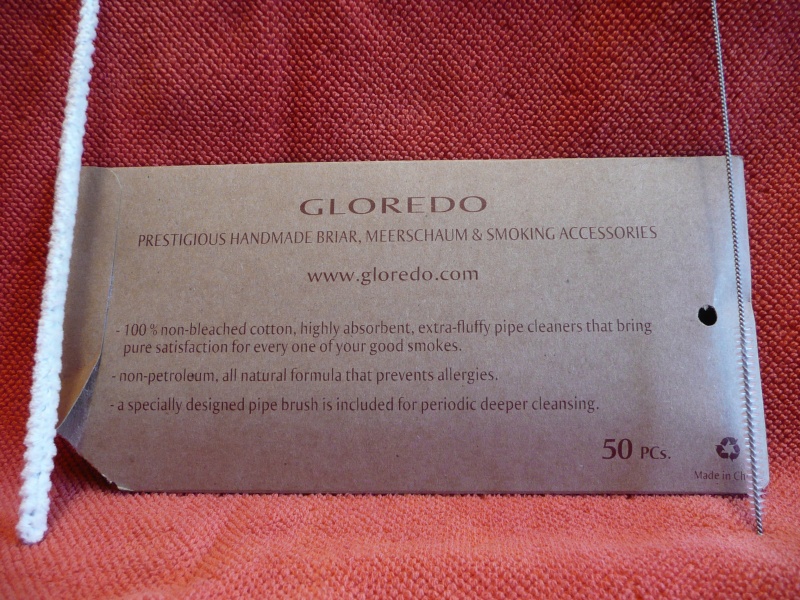 GLOREDO
PRESTIGIOUS HANDMADE BRIAR, MEERSCHAUM & SMOKING ACCESSORIES
www.gloredo.com
- 100 % non-bleached cotton, highly absorbent, extra-fluffy pipe cleaners that bring
pure satisfaction for every one of your good smokes.
- non-petroleum, all natural formula that prevents allergies.
- a specially designed pipe brush is included for periodic deeper cleansing.
50 PCs.
Made in